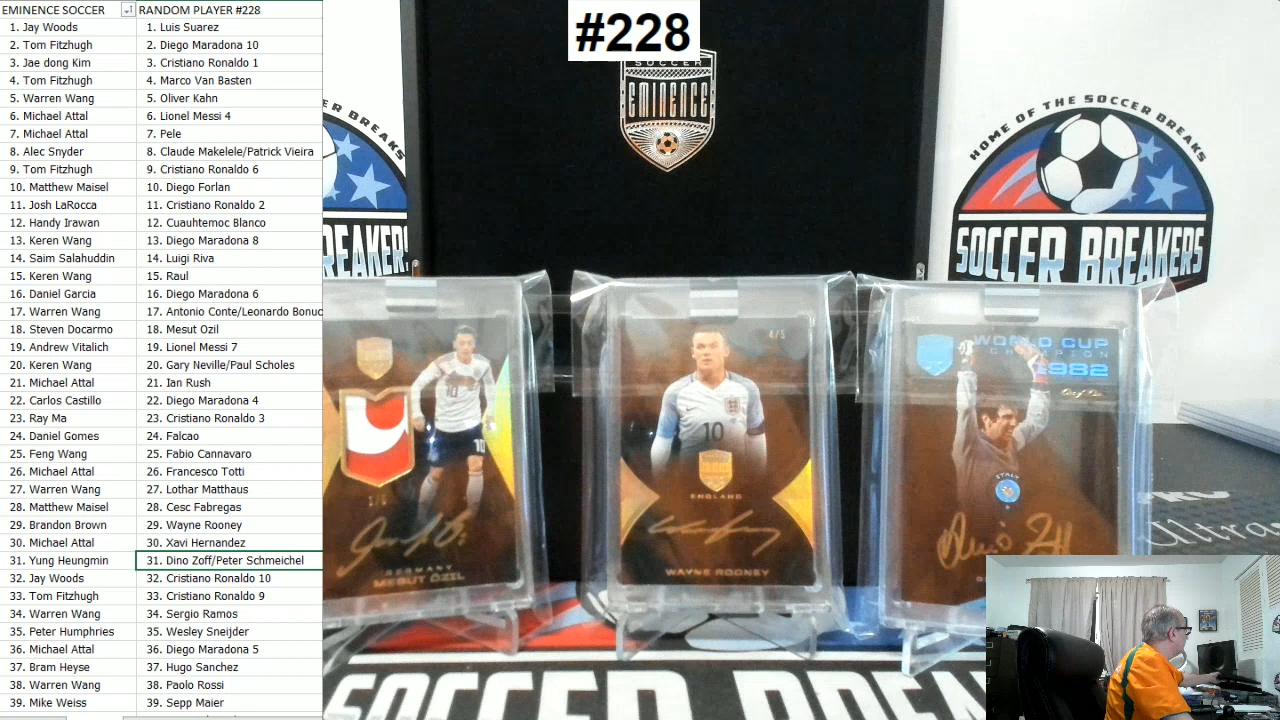 EMINENCE SOCCER RANDOM PLAYER #228
1. Jay Woods 1. Luis Suarez
2. Tom Fitzhugh 2. Diego Maradona 10
3. Jae dong Kim 3. Cristiano Ronaldo 1
4. Tom Fitzhugh 4. Marco Van Basten
5. Warren Wang 5. Oliver Kahn
6. Michael Attal 6. Lionel Messi 4
7. Michael Attal 7. Pele
8. Alec Snyder 8. Claude Makelele/Patrick Vieira
9. Tom Fitzhugh 9. Cristiano Ronaldo 6
10. Matthew Maisel 10. Diego Forlan
11. Josh LaRocca 11. Cristiano Ronaldo 2
12. Handy Irawan 12. Cuauhtemoc Blanco
13. Keren Wang 13. Diego Maradona 8
14. Saim Salahuddin 14. Luigi Riva
15. Keren Wang 15. Raul
16. Daniel Garcia 16. Diego Maradona 6
17. Warren Wang 17. Antonio Conte/Leonardo Bonuc
18. Steven Docarmo 18. Mesut Ozil
19. Andrew Vitalich 19. Lionel Messi 7
20. Keren Wang 20. Gary Neville/Paul Scholes
21. Michael Attal 21. Ian Rush
22. Carlos Castillo 22. Diego Maradona 4
23. Ray Ma 23. Cristiano Ronaldo 3
24. Daniel Gomes 24. Falcao
25. Feng Wang 25. Fabio Cannavaro
26. Michael Attal 26. Francesco Totti
27. Warren Wang 27. Lothar Matthaus
28. Matthew Maisel 28. Cesc Fabregas
29. Brandon Brown 29. Wayne Rooney
30. Michael Attal 30. Xavi Hernandez
31. Yung Heungmin 31. Dino Zoff/Peter Schmeichel
32. Jay Woods 32. Cristiano Ronaldo 10
33. Tom Fitzhugh 33. Cristiano Ronaldo 9
34. Warren Wang 34. Sergio Ramos
35. Peter Humphries 35. Wesley Sneijder
36. Michael Attal 36. Diego Maradona 5
37. Bram Heyse 37. Hugo Sanchez
38. Warren Wang 38. Paolo Rossi
39. Mike Weiss 39. Sepp Maier
#228
SOCCER
EMINENCE
ER BREAKS
REAKER
HOME OF THE SOCCER BREAKS
SOCCER BREAKERS
10
GERMANY
MESUT ÖZIL
4/5
10
ENGLAND
WAYNE ROONEY
WORLD CUP
CHAMPION
1982
ITALY
Ultra
SOCCER BREA